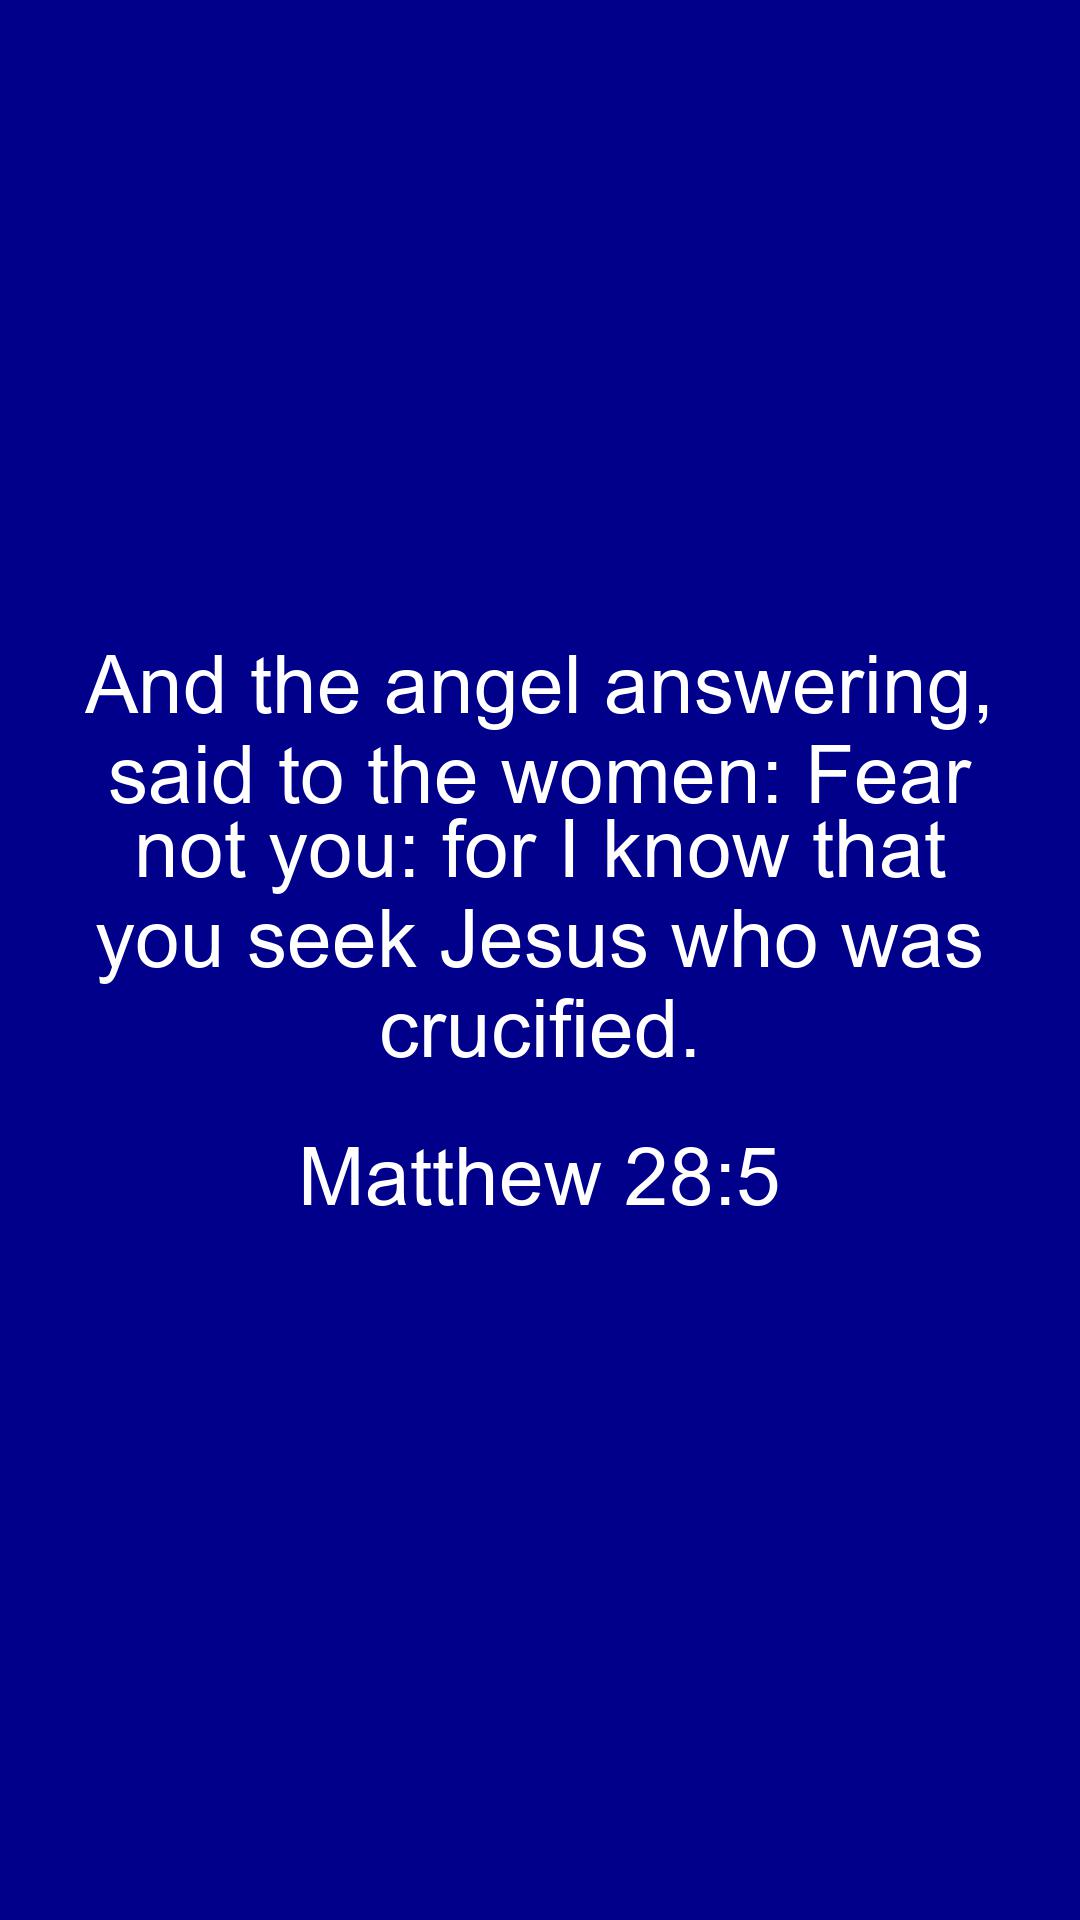 And the angel answering,
said to the women: Fear
not you: for I know that
you seek Jesus who was
crucified.
Matthew 28:5